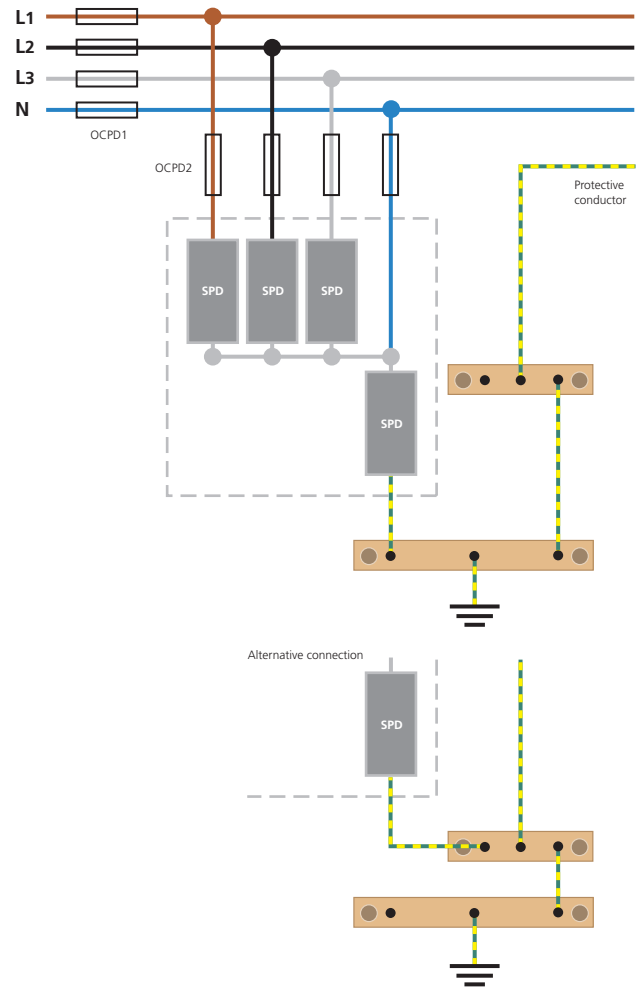 L1
L2
L3
N
OCPD1
OCPD2
Protective
conductor
SPD SPD SPD
SPD
Alternative connection
SPD